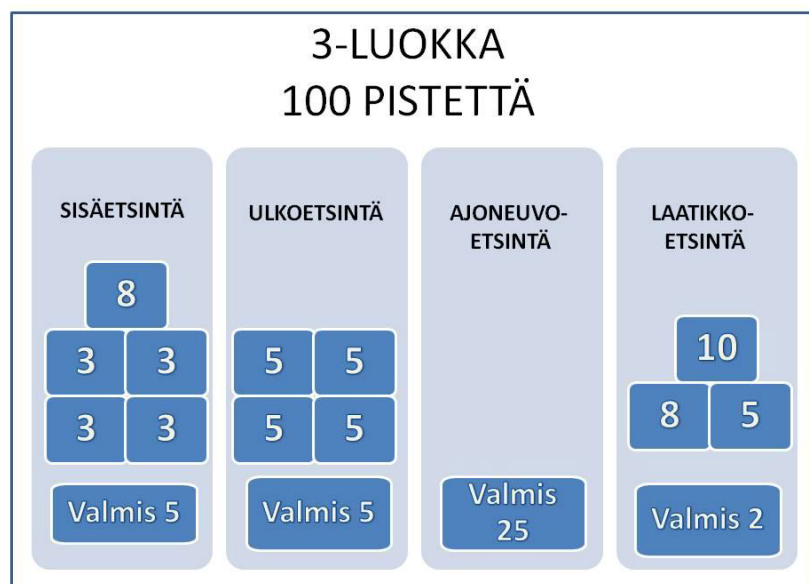 3-LUOKKA
100 PISTETTÄ
SISÄETSINTÄ
8
3 3
3 3
Valmis 5
ULKOETSINTÄ
5 5
5 5
Valmis 5
AJONEUVO-
ETSINTÄ
Valmis
25
LAATIKKO-
ETSINTÄ
10
8 5
Valmis 2